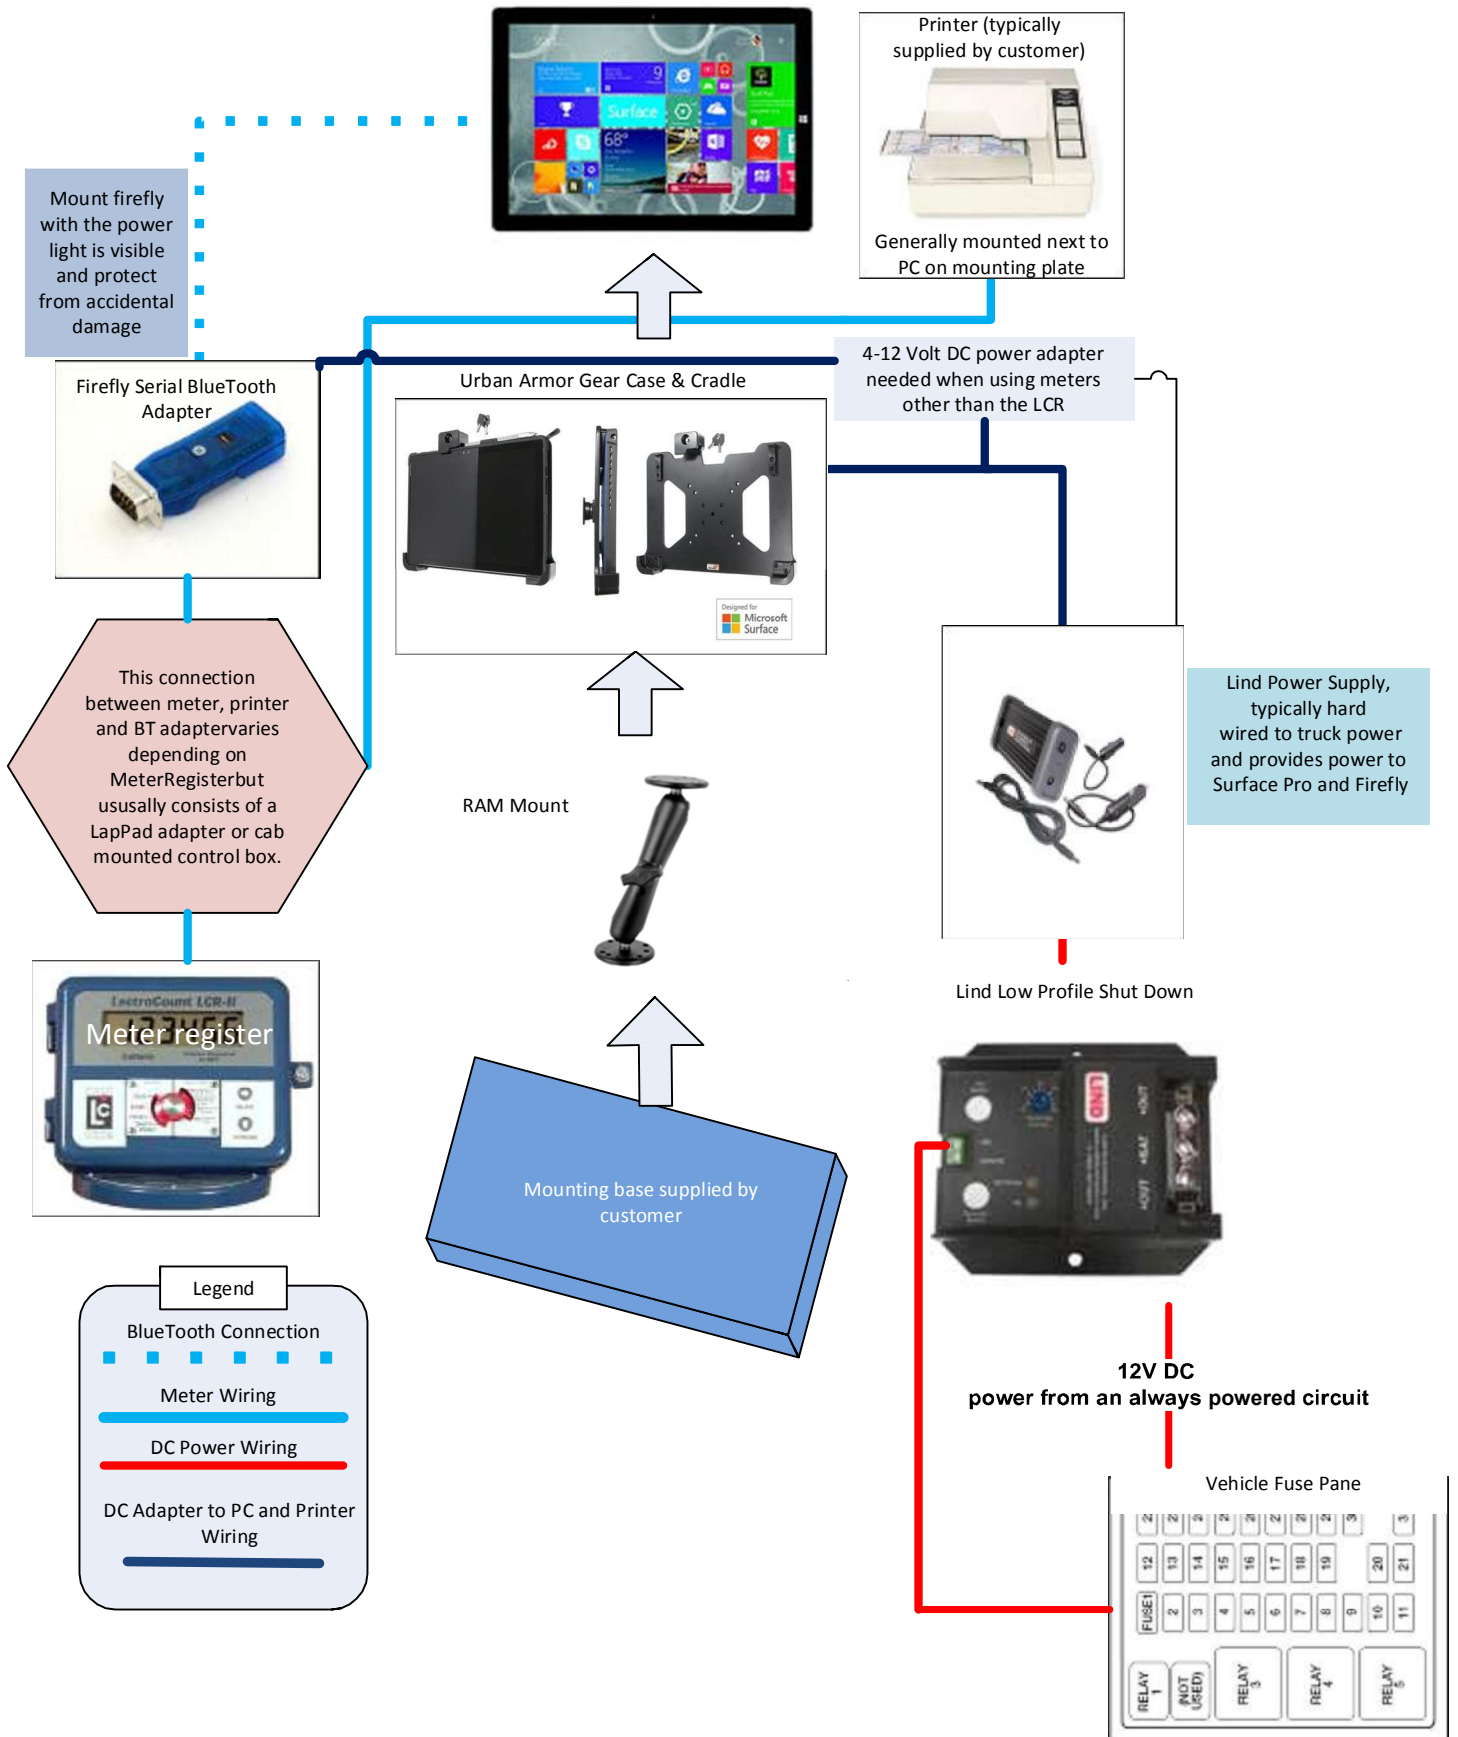 Printer (typically
supplied by customer)
Generally mounted next to
PC on mounting plate
Surface
68°
9
Mount firefly
with the power
light is visible
and protect
from accidental
damage
Firefly Serial BlueTooth
Adapter
Urban Armor Gear Case & Cradle
Designed for
Microsoft
Surface
4-12 Volt DC power adapter
needed when using meters
other than the LCR
This connection
between meter, printer
and BT adaptervaries
depending on
MeterRegisterbut
ususally consists of a
LapPad adapter or cab
mounted control box.
RAM Mount
Lind Power Supply,
typically hard
wired to truck power
and provides power to
Surface Pro and Firefly
Lind Low Profile Shut Down
LIND
+OUT
LectroCount LCR-II
Meter register
Mounting base supplied by
customer
Legend
BlueTooth Connection
Meter Wiring
DC Power Wiring
DC Adapter to PC and Printer
Wiring
12V DC
power from an always powered circuit
Vehicle Fuse Pane
12 13 14 15 16 17 18 19 20 21
FUSE1 2 3 4 5 6 7 8 9 10 11
RELAY
1
(NOT
USED)
RELAY
3
RELAY
4
RELAY
5